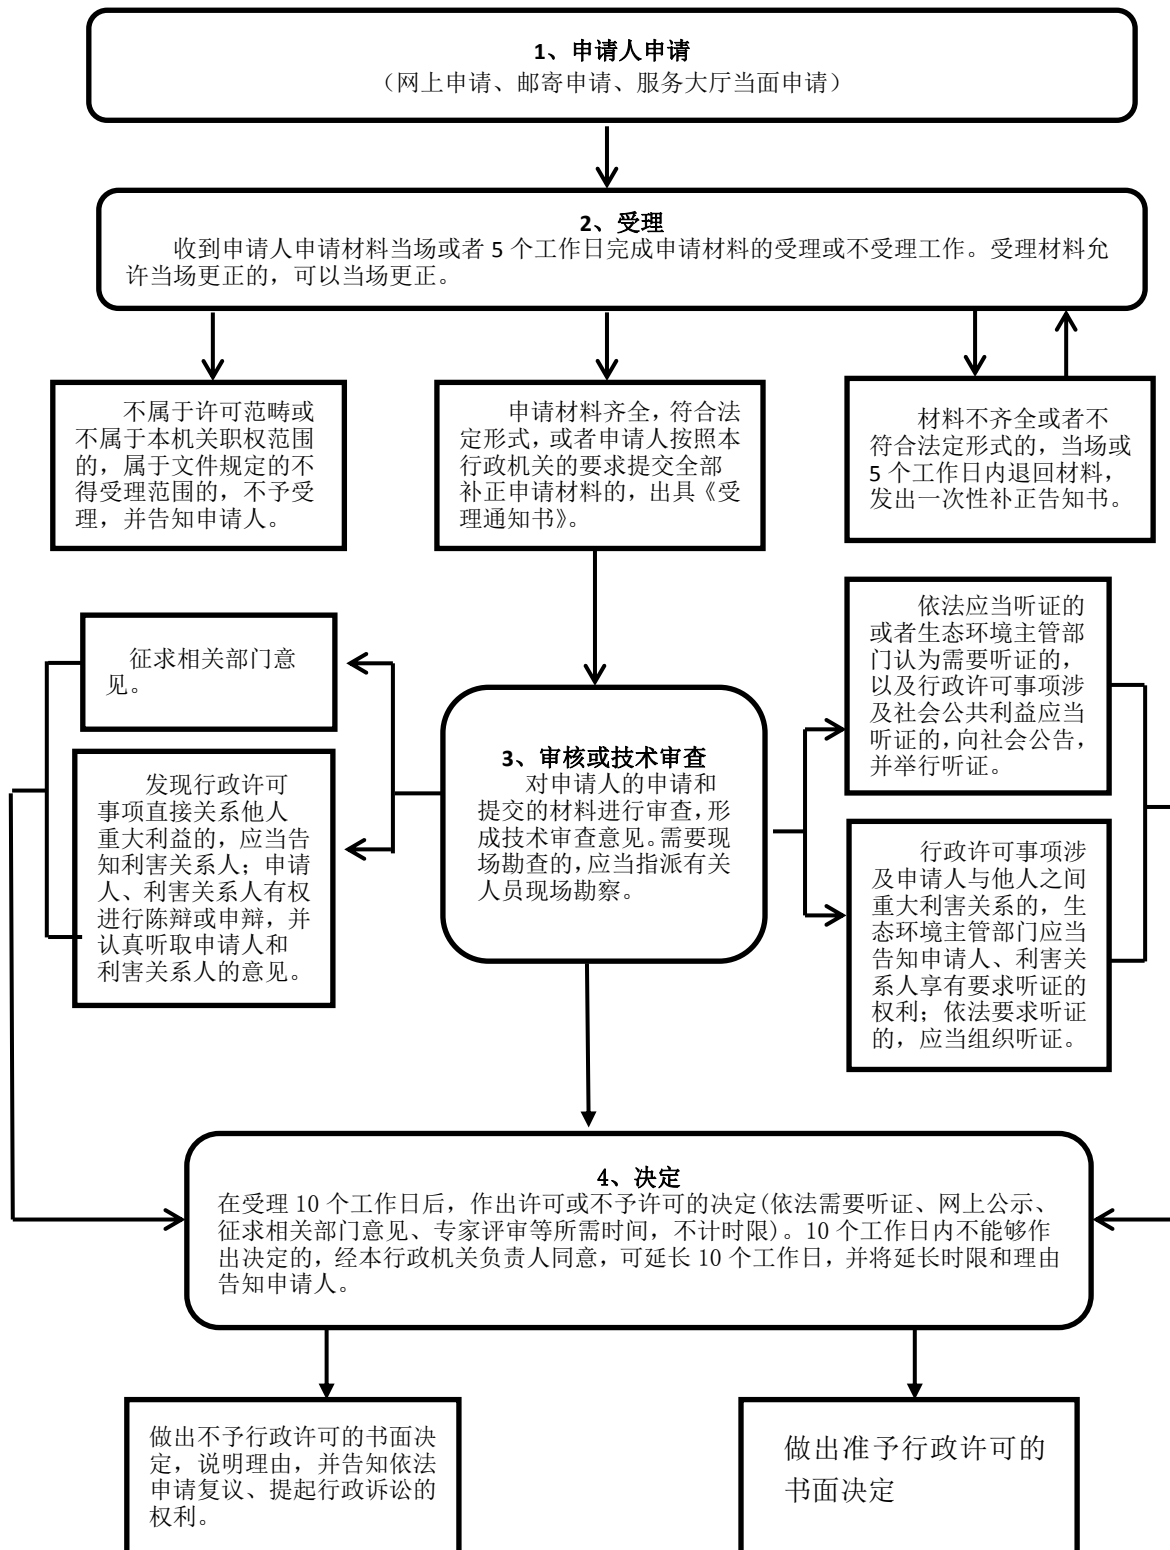 1、申请人申请
（网上申请、邮寄申请、服务大厅当面申请）
2、受理
收到申请人申请材料当场或者 5 个工作日完成申请材料的受理或不受理工作。受理材料允
许当场更正的，可以当场更正。
不属于许可范畴或
不属于本机关职权范围
的，属于文件规定的不
得受理范围的，不予受
理，并告知申请人。
申请材料齐全，符合法
定形式，或者申请人按照本
行政机关的要求提交全部
补正申请材料的，出具《受
理通知书》。
材料不齐全或者不
符合法定形式的，当场或
5 个工作日内退回材料，
发出一次性补正告知书。
征求相关部门意
见。
发现行政许可
事项直接关系他人
重大利益的，应当告
知利害关系人；申请
人、利害关系人有权
进行陈辩或申辩，并
认真听取申请人和
利害关系人的意见。
3、审核或技术审查
对申请人的申请和
提交的材料进行审查，形
成技术审查意见。需要现
场勘查的，应当指派有关
人员现场勘察。
依法应当听证的
或者生态环境主管部
门认为需要听证的，
以及行政许可事项涉
及社会公共利益应当
听证的，向社会公告，
并举行听证。
行政许可事项涉
及申请人与他人之间
重大利害关系的，生
态环境主管部门应当
告知申请人、利害关
系人享有要求听证的
权利；依法要求听证
的，应当组织听证。
4、决定
在受理 10 个工作日后，作出许可或不予许可的决定(依法需要听证、网上公示、
征求相关部门意见、专家评审等所需时间，不计时限)。10 个工作日内不能够作
出决定的，经本行政机关负责人同意，可延长 10 个工作日，并将延长时限和理由
告知申请人。
做出不予行政许可的书面决
定，说明理由，并告知依法
申请复议、提起行政诉讼的
权利。
做出准予行政许可的
书面决定